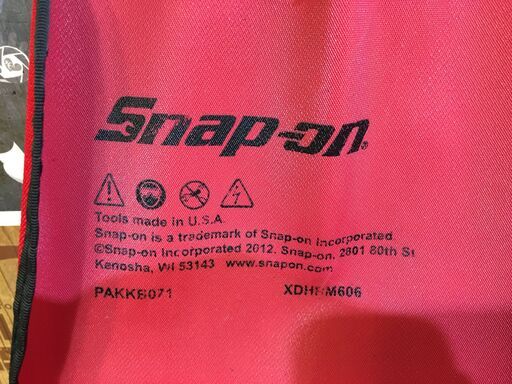 Snap-on®
Tools made in U.S.A.
Snap-on is a trademark of Snap-on Incorporated.
©Snap-on Incorporated 2012. Snap-on, 2801 80th St.
Kenosha, WI 53143 www.snapon.com
PAKKB071 XDHFM606